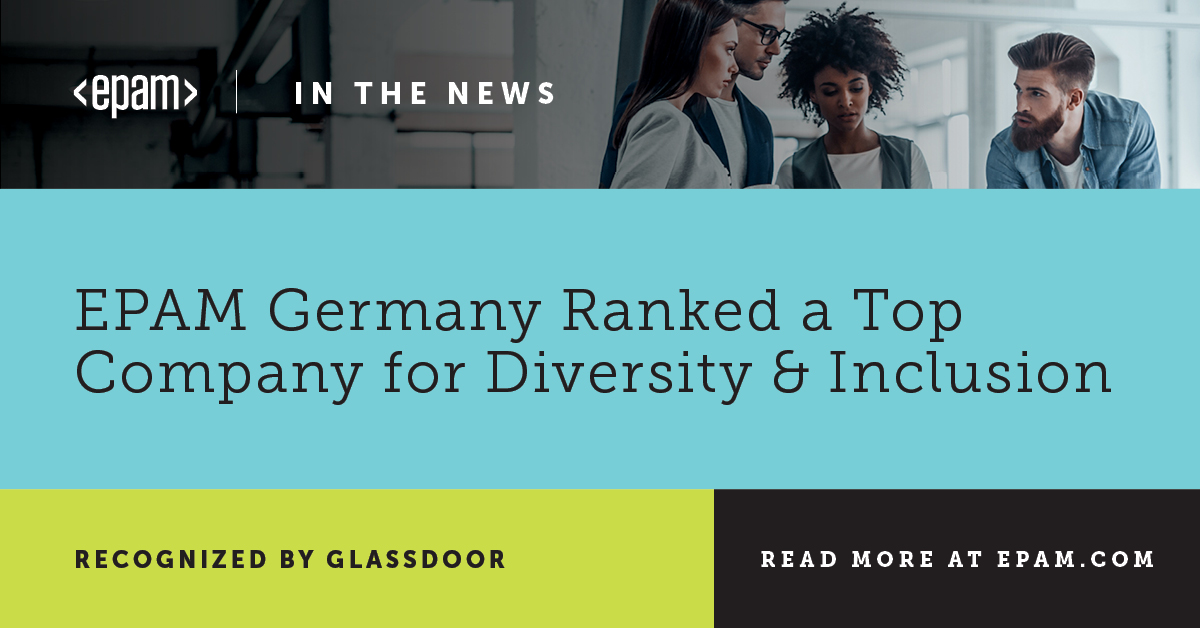 <epam>
IN THE NEWS
EPAM Germany Ranked a Top
Company for Diversity & Inclusion
RECOGNIZED BY GLASSDOOR
READ MORE AT EPAM.COM